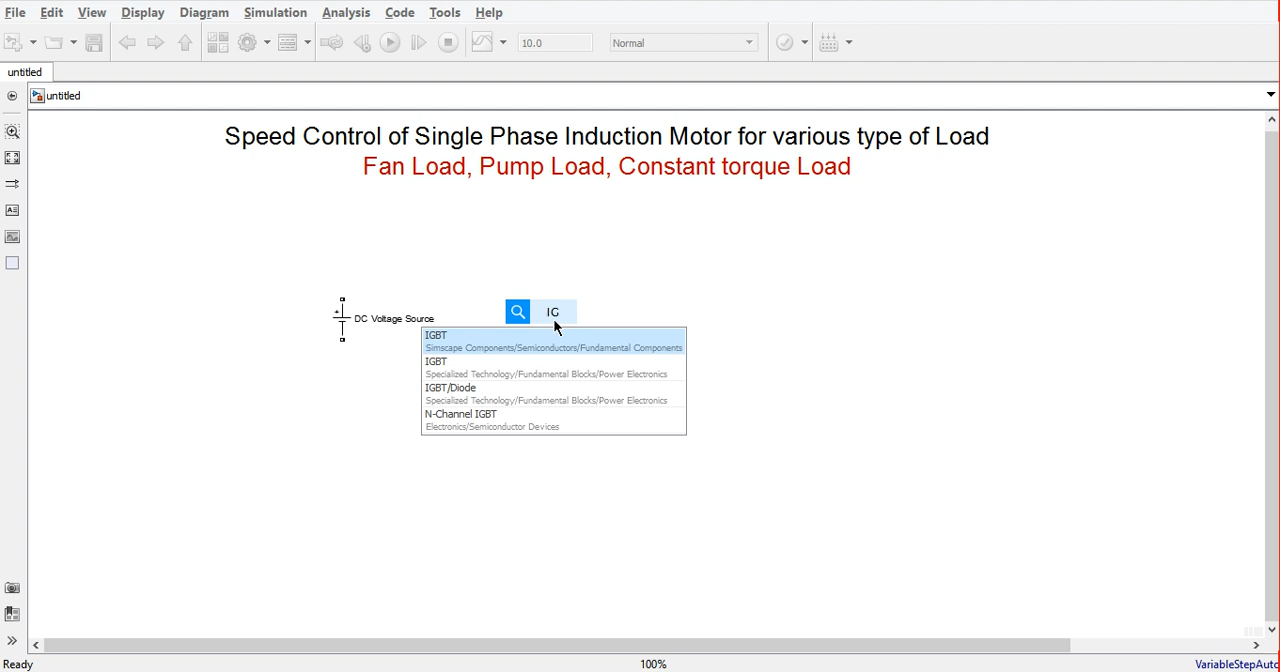 File Edit View Display Diagram Simulation Analysis Code Tools Help
10.0 Normal
untitled
untitled
Speed Control of Single Phase Induction Motor for various type of Load
Fan Load, Pump Load, Constant torque Load
DC Voltage Source
IG
IGBT
Simscape Components/Semiconductors/Fundamental Components
IGBT
Specialized Technology/Fundamental Blocks/Power Electronics
IGBT/Diode
Specialized Technology/Fundamental Blocks/Power Electronics
N-Channel IGBT
Electronics/Semiconductor Devices
Ready 100% VariableStepAuto